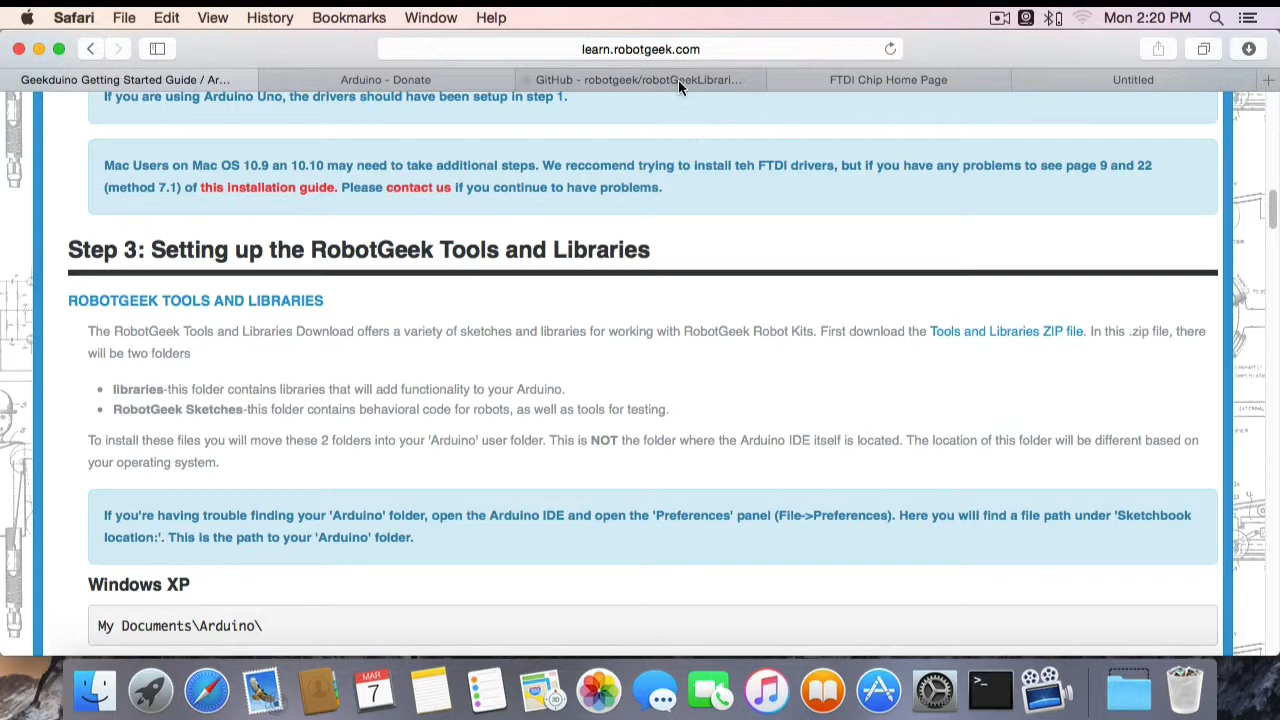 Safari File Edit View History Bookmarks Window Help Mon 2:20 PM
learn.robotgeek.com
Geekduino Getting Started Guide / Ar... Arduino - Donate GitHub - robotgeek/robotGeekLibrari... FTDI Chip Home Page Untitled
If you are using Arduino Uno, the drivers should have been setup in step 1.
Mac Users on Mac OS 10.9 an 10.10 may need to take additional steps. We reccomend trying to install teh FTDI drivers, but if you have any problems to see page 9 and 22
(method 7.1) of this installation guide. Please contact us if you continue to have problems.
Step 3: Setting up the RobotGeek Tools and Libraries
ROBOTGEEK TOOLS AND LIBRARIES
The RobotGeek Tools and Libraries Download offers a variety of sketches and libraries for working with RobotGeek Robot Kits. First download the Tools and Libraries ZIP file. In this .zip file, there
will be two folders
• libraries-this folder contains libraries that will add functionality to your Arduino.
• RobotGeek Sketches-this folder contains behavioral code for robots, as well as tools for testing.
To install these files you will move these 2 folders into your 'Arduino' user folder. This is NOT the folder where the Arduino IDE itself is located. The location of this folder will be different based on
your operating system.
If you're having trouble finding your 'Arduino' folder, open the Arduino IDE and open the 'Preferences' panel (File->Preferences). Here you will find a file path under 'Sketchbook
location:'. This is the path to your 'Arduino' folder.
Windows XP
My Documents\Arduino\
MAR
7